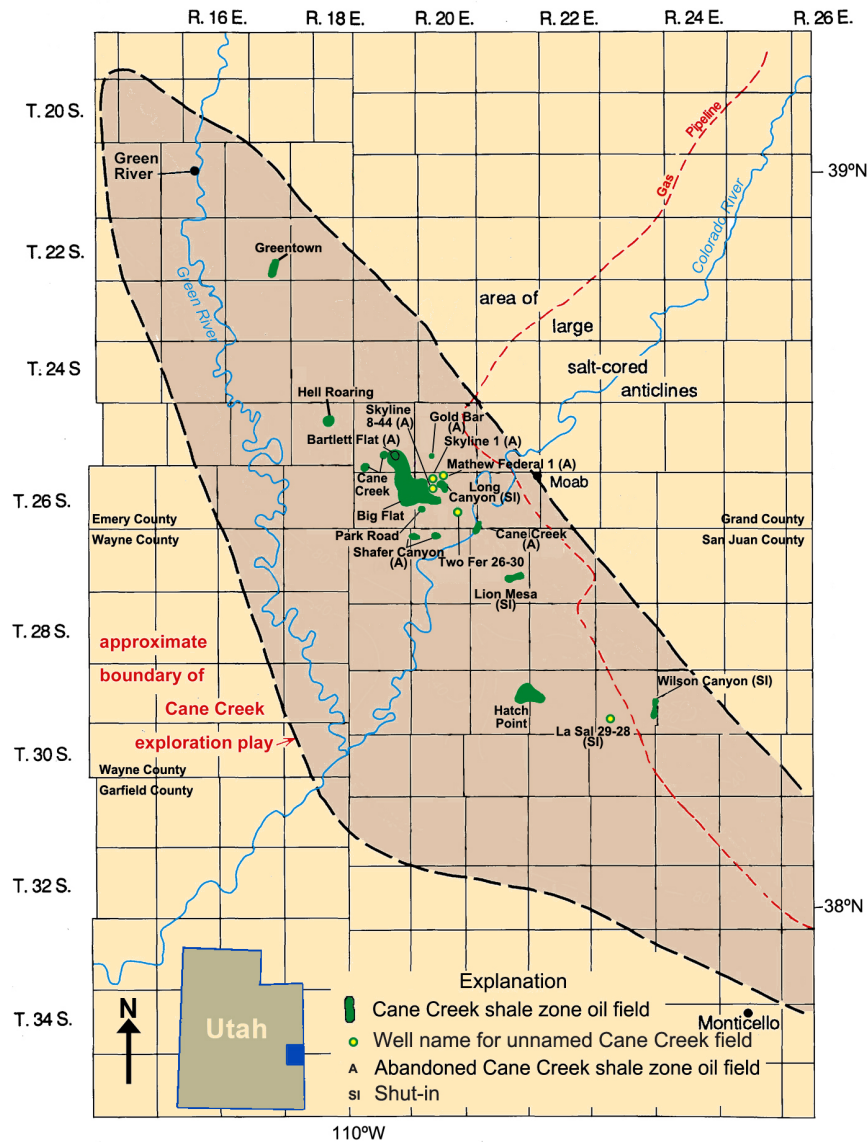 R. 16 E. R. 18 E. R. 20 E. R. 22 E. R. 24 E. R. 26 E.
T. 20 S.
Pipeline
Gas
Green
River
39ºN
Colorado River
T. 22 S.
Greentown
Green River
area of
large
salt-cored
anticlines
T. 24 S.
Hell Roaring
Skyline
8-44 (A)
Gold Bar
(A)
Bartlett Flat (A)
Skyline 1 (A)
Mathew Federal 1 (A)
Cane
Creek
Long
Canyon (SI)
Moab
T. 26 S.
Big Flat
Emery County
Wayne County
Grand County
San Juan County
Park Road
Cane Creek
(A)
Shafer Canyon
(A)
Two Fer 26-30
Lion Mesa
(SI)
T. 28 S.
approximate
boundary of
Cane Creek
exploration play
Wilson Canyon (SI)
Hatch
Point
La Sal 29-28
(SI)
T. 30 S.
Wayne County
Garfield County
T. 32 S.
38ºN
T. 34 S.
N
Utah
Explanation
Cane Creek shale zone oil field
Well name for unnamed Cane Creek field
A Abandoned Cane Creek shale zone oil field
SI Shut-in
Monticello
110ºW